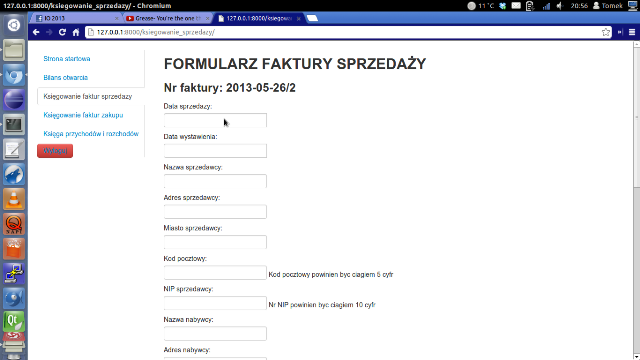 127.0.0.1:8000/ksiegowanie_sprzedazy/ - Chromium
11 °C
20:56
Tomek
IO 2013
Grease- You're the one th
127.0.0.1:8000/ksiegowani
127.0.0.1:8000/ksiegowanie_sprzedazy/
Strona startowa
Bilans otwarcia
Księgowanie faktur sprzedaży
Księgowanie faktur zakupu
Księga przychodów i rozchodów
FORMULARZ FAKTURY SPRZEDAŻY
Nr faktury: 2013-05-26/2
Data sprzedazy:
Data wystawienia:
Nazwa sprzedawcy:
Adres sprzedawcy:
Miasto sprzedawcy:
Kod pocztowy:
Kod pocztowy powinien byc ciagiem 5 cyfr
NIP sprzedawcy:
Nr NIP powinien byc ciagiem 10 cyfr
Nazwa nabywcy:
Adres nabywcy: